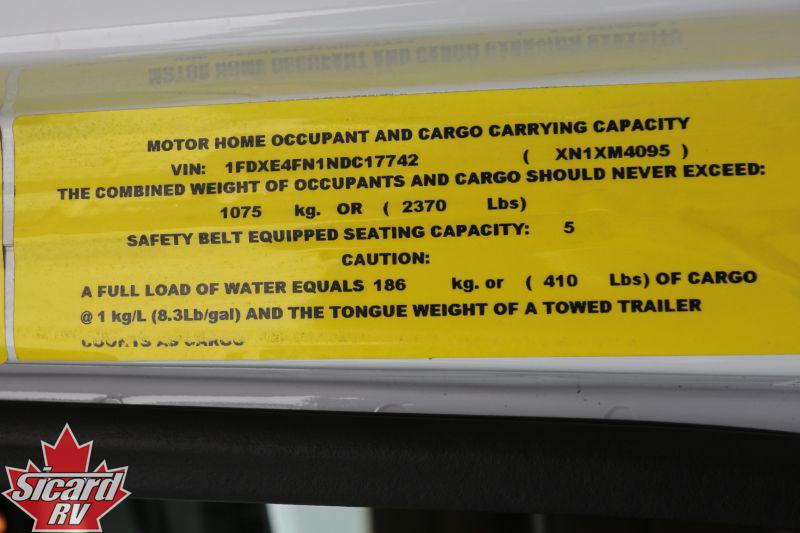 MOTOR HOME OCCUPANT AND CARGO CARRYING CAPACITY
VIN: 1FDXE4FN1NDC17742 ( XN1XM4095 )
THE COMBINED WEIGHT OF OCCUPANTS AND CARGO SHOULD NEVER EXCEED:
1075 kg. OR ( 2370 Lbs)
SAFETY BELT EQUIPPED SEATING CAPACITY: 5
CAUTION:
A FULL LOAD OF WATER EQUALS 186 kg. or ( 410 Lbs) OF CARGO
@ 1 kg/L (8.3Lb/gal) AND THE TONGUE WEIGHT OF A TOWED TRAILER
COUNTS AS CARGO
Sicard
RV